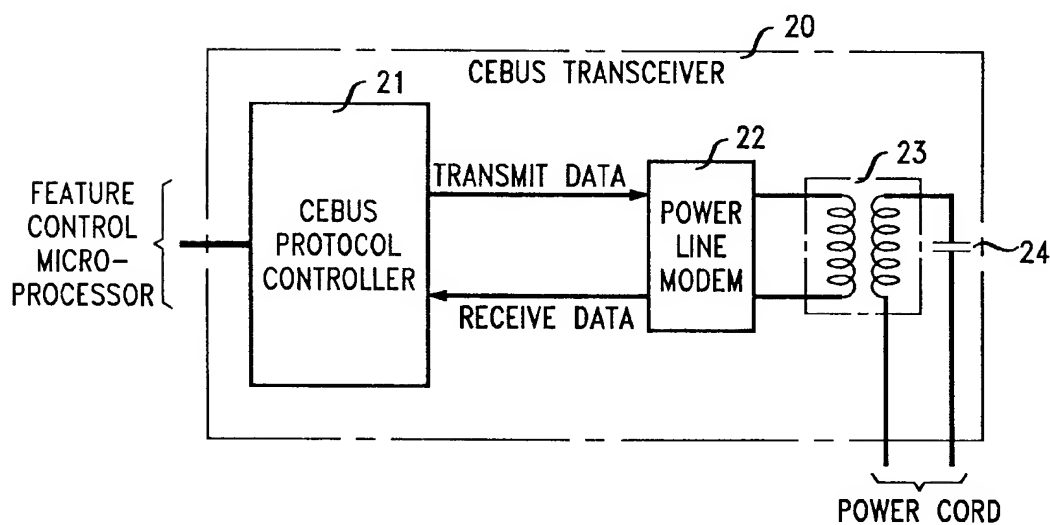 20
CEBUS TRANSCEIVER
21
22
23
TRANSMIT DATA
FEATURE
CONTROL
MICRO-
PROCESSOR
CEBUS
PROTOCOL
CONTROLLER
POWER
LINE
MODEM
24
RECEIVE DATA
POWER CORD